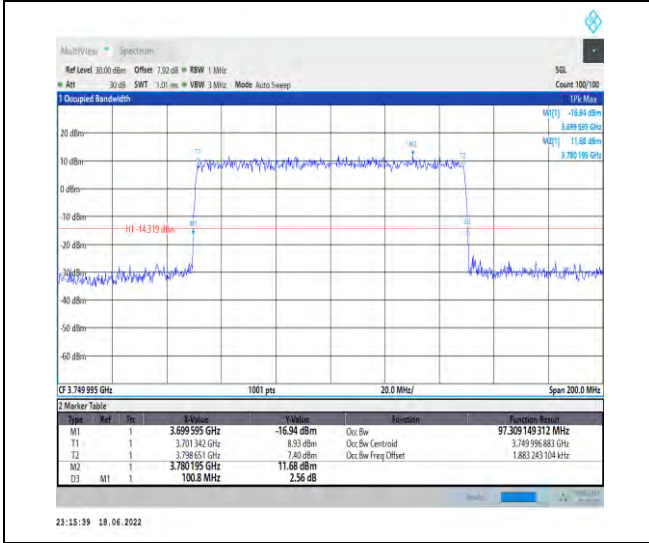 MultiView Spectrum
Ref Level 30.00 dBm Offset 7.92 dB RBW 1 MHz SGL
Att 30 dB SWT 1.01 ms VBW 3 MHz Mode Auto Sweep Count 100/100
1 Occupied Bandwidth 1Pk Max
M1[1] -16.94 dBm
3.699 595 GHz
M2[1] 11.68 dBm
3.780 195 GHz
20 dBm
M2
T1 T2
10 dBm
0 dBm
-10 dBm
M1 D3
H1 -14.319 dBm
-20 dBm
-30 dBm
-40 dBm
-50 dBm
-60 dBm
CF 3.749 995 GHz 1001 pts 20.0 MHz/ Span 200.0 MHz
2 Marker Table
Type Ref Trc X-Value Y-Value Function Function Result
M1 1 3.699 595 GHz -16.94 dBm Occ Bw 97.309 149 312 MHz
T1 1 3.701 342 GHz 8.93 dBm Occ Bw Centroid 3.749 996 883 GHz
T2 1 3.798 651 GHz 7.40 dBm Occ Bw Freq Offset 1.883 243 104 kHz
M2 1 3.780 195 GHz 11.68 dBm
D3 M1 1 100.8 MHz 2.56 dB
23:15:39 18.06.2022